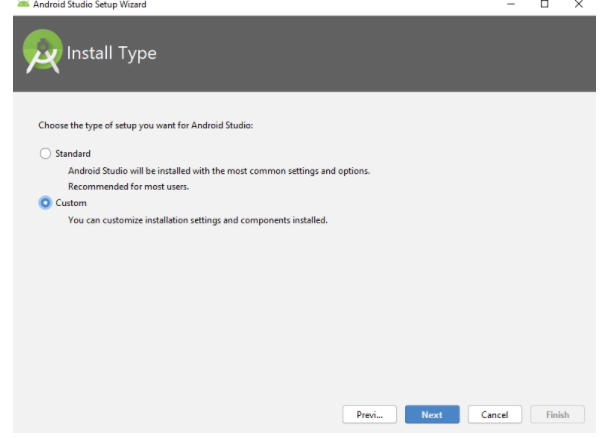 Android Studio Setup Wizard
Install Type
Choose the type of setup you want for Android Studio:
Standard
Android Studio will be installed with the most common settings and options.
Recommended for most users.
Custom
You can customize installation settings and components installed.
Previ... Next Cancel Finish